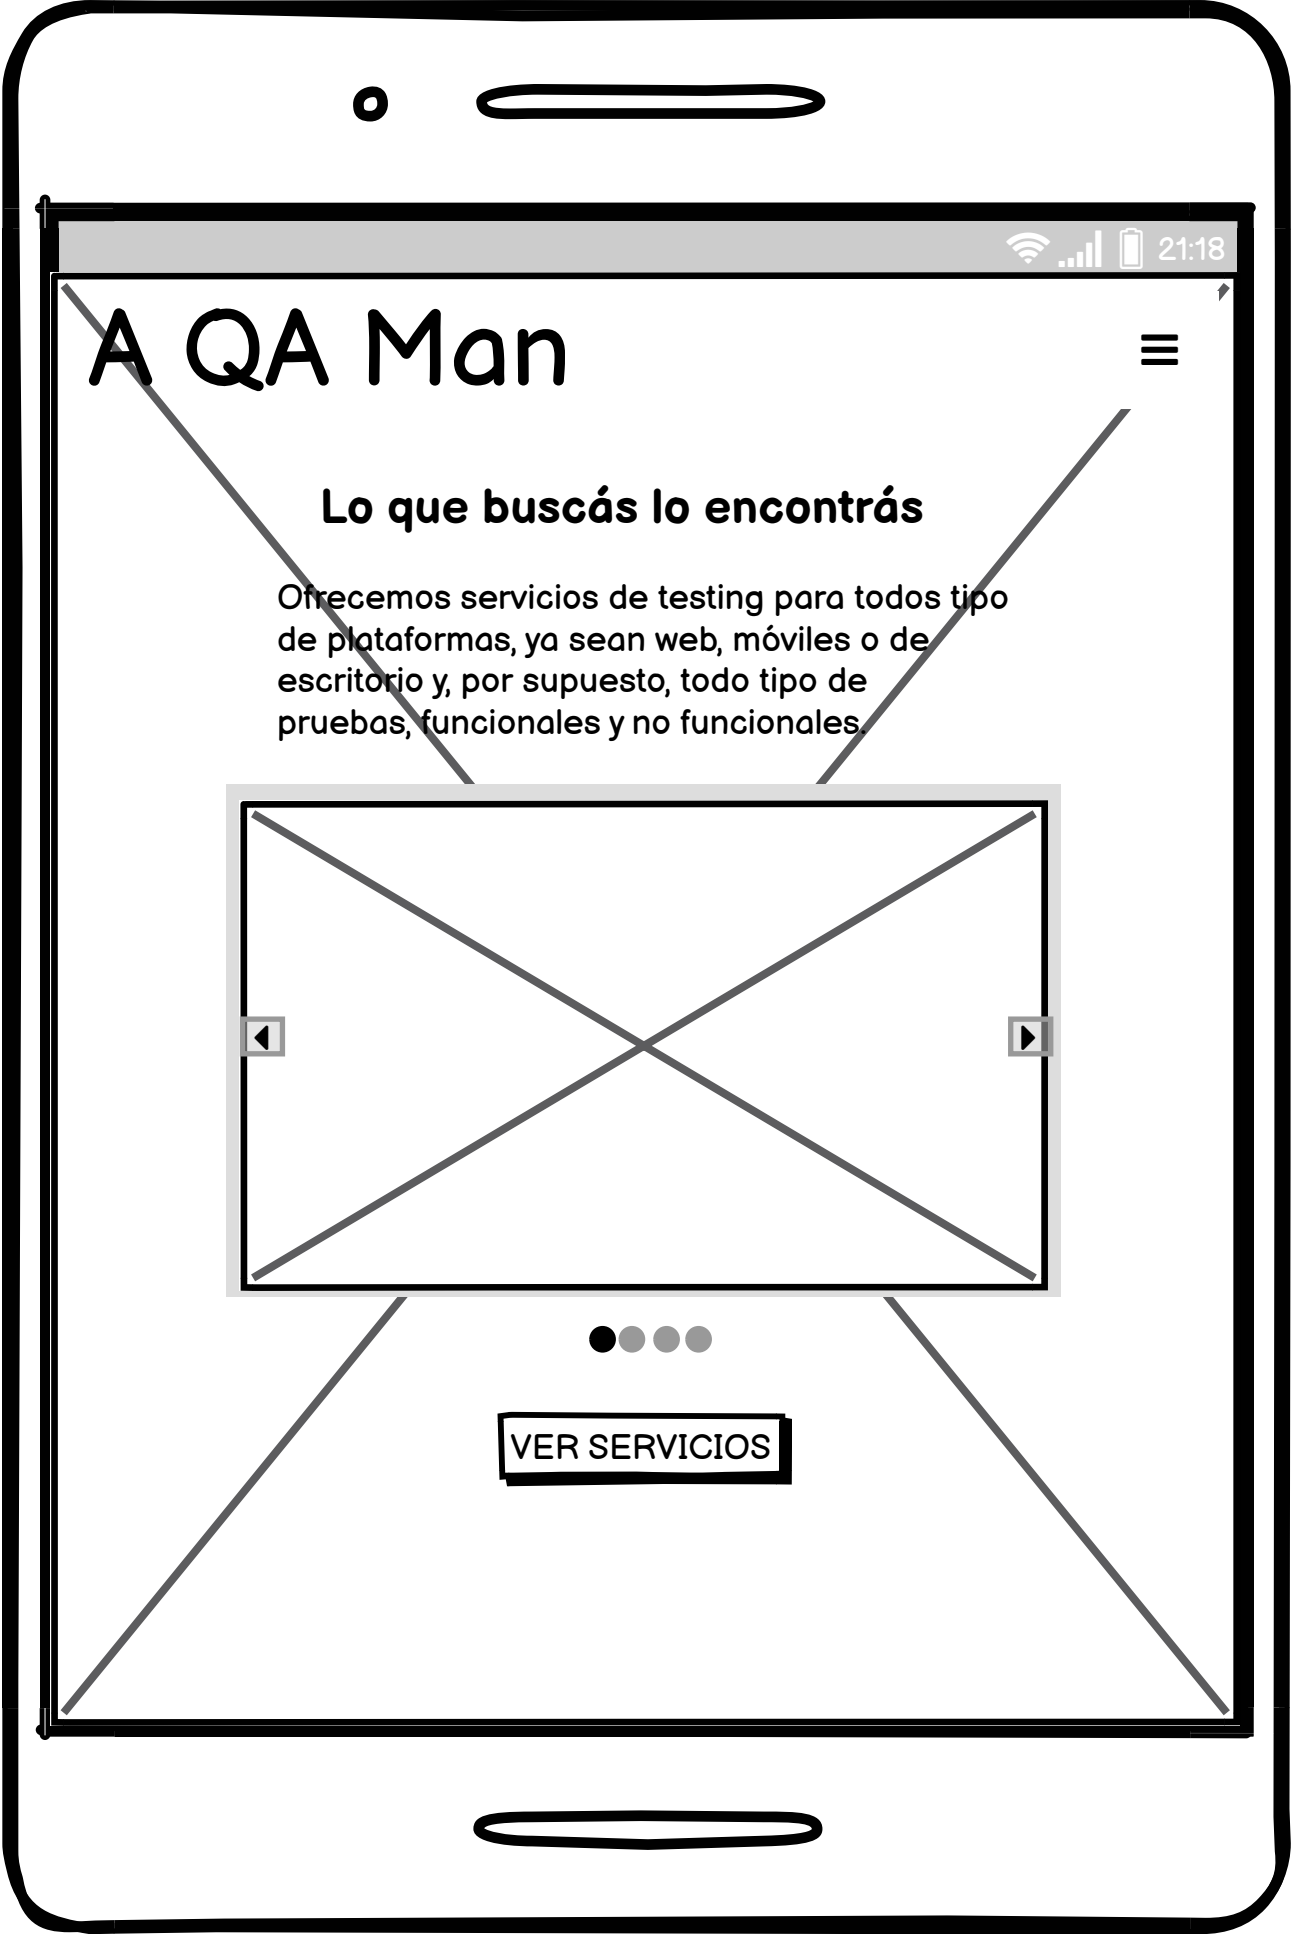 21:18
A QA Man
Lo que buscás lo encontrás
Ofrecemos servicios de testing para todos tipo
de plataformas, ya sean web, móviles o de
escritorio y, por supuesto, todo tipo de
pruebas, funcionales y no funcionales.
VER SERVICIOS